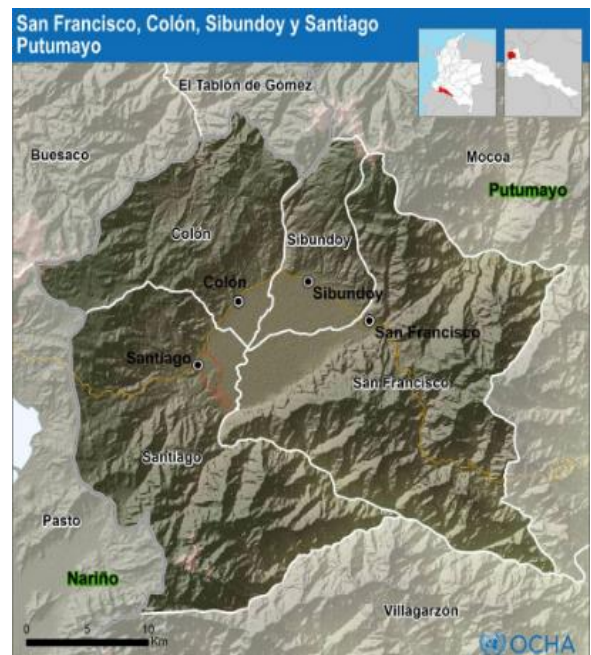 San Francisco, Colón, Sibundoy y Santiago
Putumayo
El Tablón de Gómez
Buesaco
Mocoa
Putumayo
Colón
Sibundoy
Colón
Sibundoy
San Francisco
Santiago
San Francisco
Santiago
Pasto
Nariño
Villagarzón
0 5 10
Km
OCHA